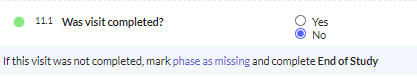 11.1 Was visit completed?
Yes
No
If this visit was not completed, mark phase as missing and complete End of Study